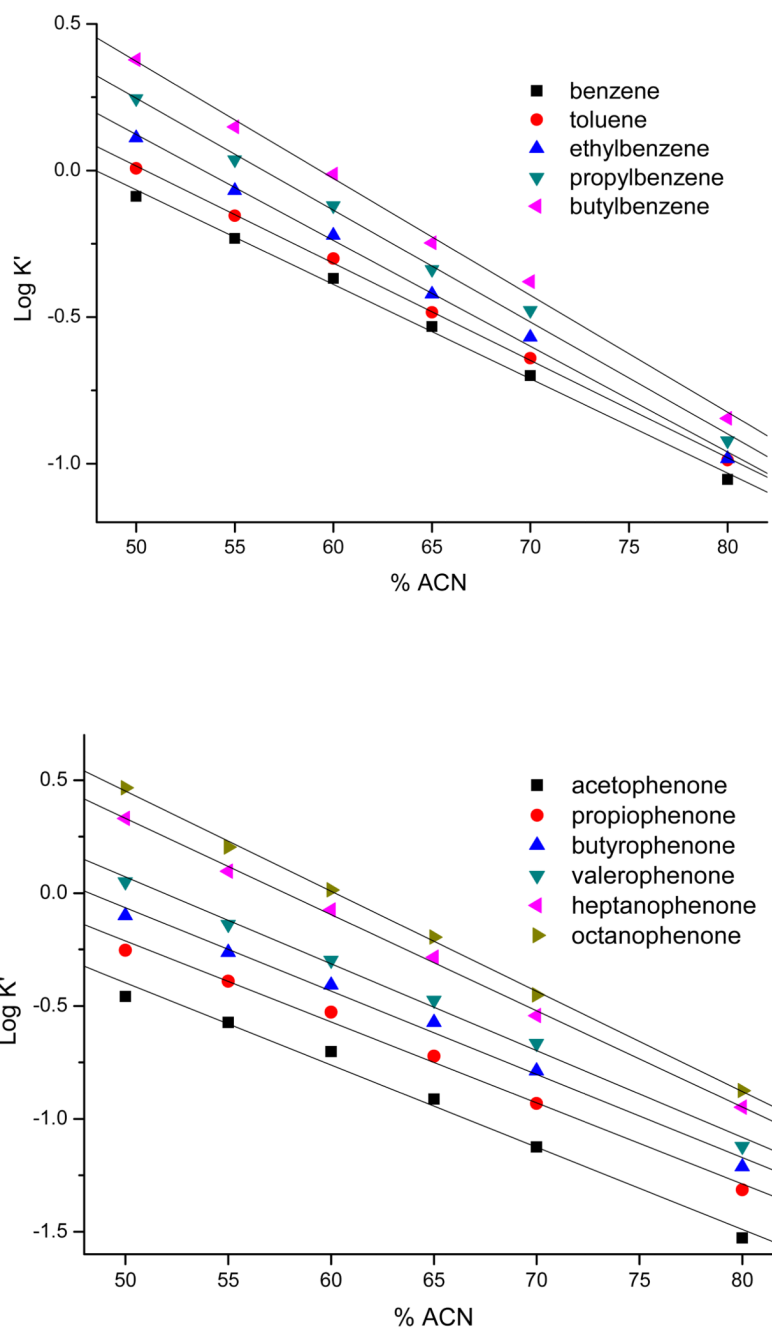 0.5
0.0
-0.5
-1.0
Log K'
benzene
toluene
ethylbenzene
propylbenzene
butylbenzene
50 55 60 65 70 75 80
% ACN
0.5
0.0
-0.5
-1.0
-1.5
Log K'
acetophenone
propiophenone
butyrophenone
valerophenone
heptanophenone
octanophenone
50 55 60 65 70 75 80
% ACN